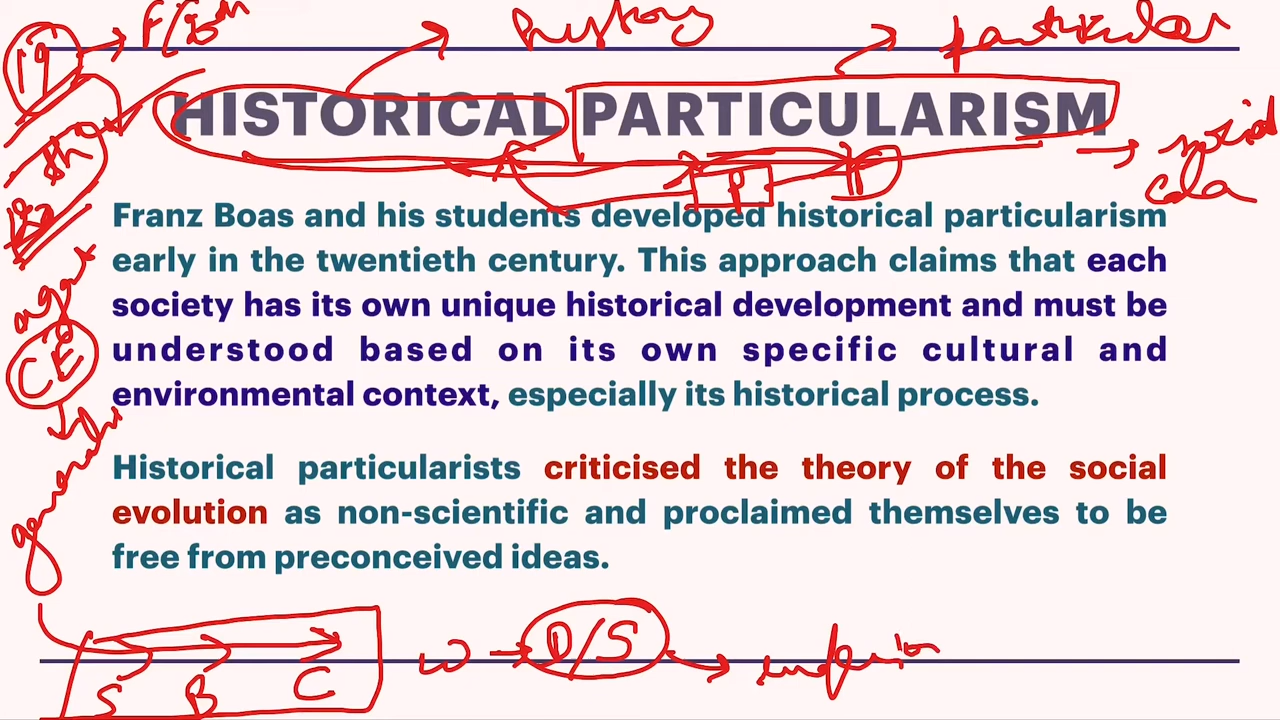 19
history
particular
HISTORICAL PARTICULARISM
P
social
Franz Boas and his students developed historical particularism
early in the twentieth century. This approach claims that each
society has its own unique historical development and must be
understood based on its own specific cultural and
environmental context, especially its historical process.
CE
Historical particularists criticised the theory of the social
evolution as non-scientific and proclaimed themselves to be
free from preconceived ideas.
W D/S
S B C